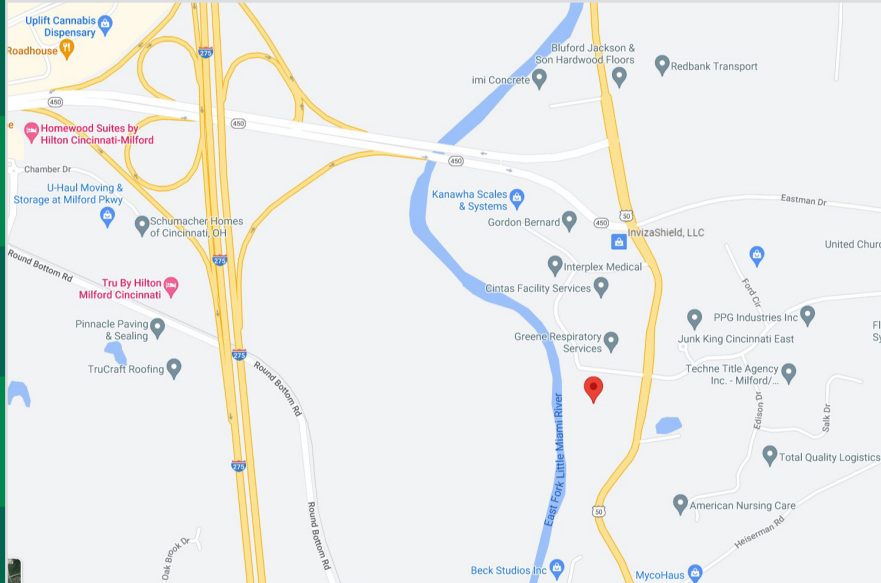 Uplift Cannabis
Dispensary
Roadhouse
275
Bluford Jackson &
Son Hardwood Floors
imi Concrete
Redbank Transport
450
450
e
Homewood Suites by
Hilton Cincinnati-Milford
450
Chamber Dr
U-Haul Moving &
Storage at Milford Pkwy
Kanawha Scales
& Systems
Eastman Dr
Schumacher Homes
of Cincinnati, OH
Gordon Bernard
450
50
InvizaShield, LLC
United Churc
Round Bottom Rd
275
Interplex Medical
Tru By Hilton
Milford Cincinnati
Cintas Facility Services
Ford Cir
Pinnacle Paving
& Sealing
PPG Industries Inc
Greene Respiratory
Services
Junk King Cincinnati East
Fl
Sy
275
TruCraft Roofing
Round Bottom Rd
Techne Title Agency
Inc. - Milford/...
East Fork Little Miami River
Edison Dr
Salk Dr
275
Total Quality Logistics
Round Bottom Rd
50
American Nursing Care
Heiserman Rd
Oak Brook Dr
Beck Studios Inc
MycoHaus